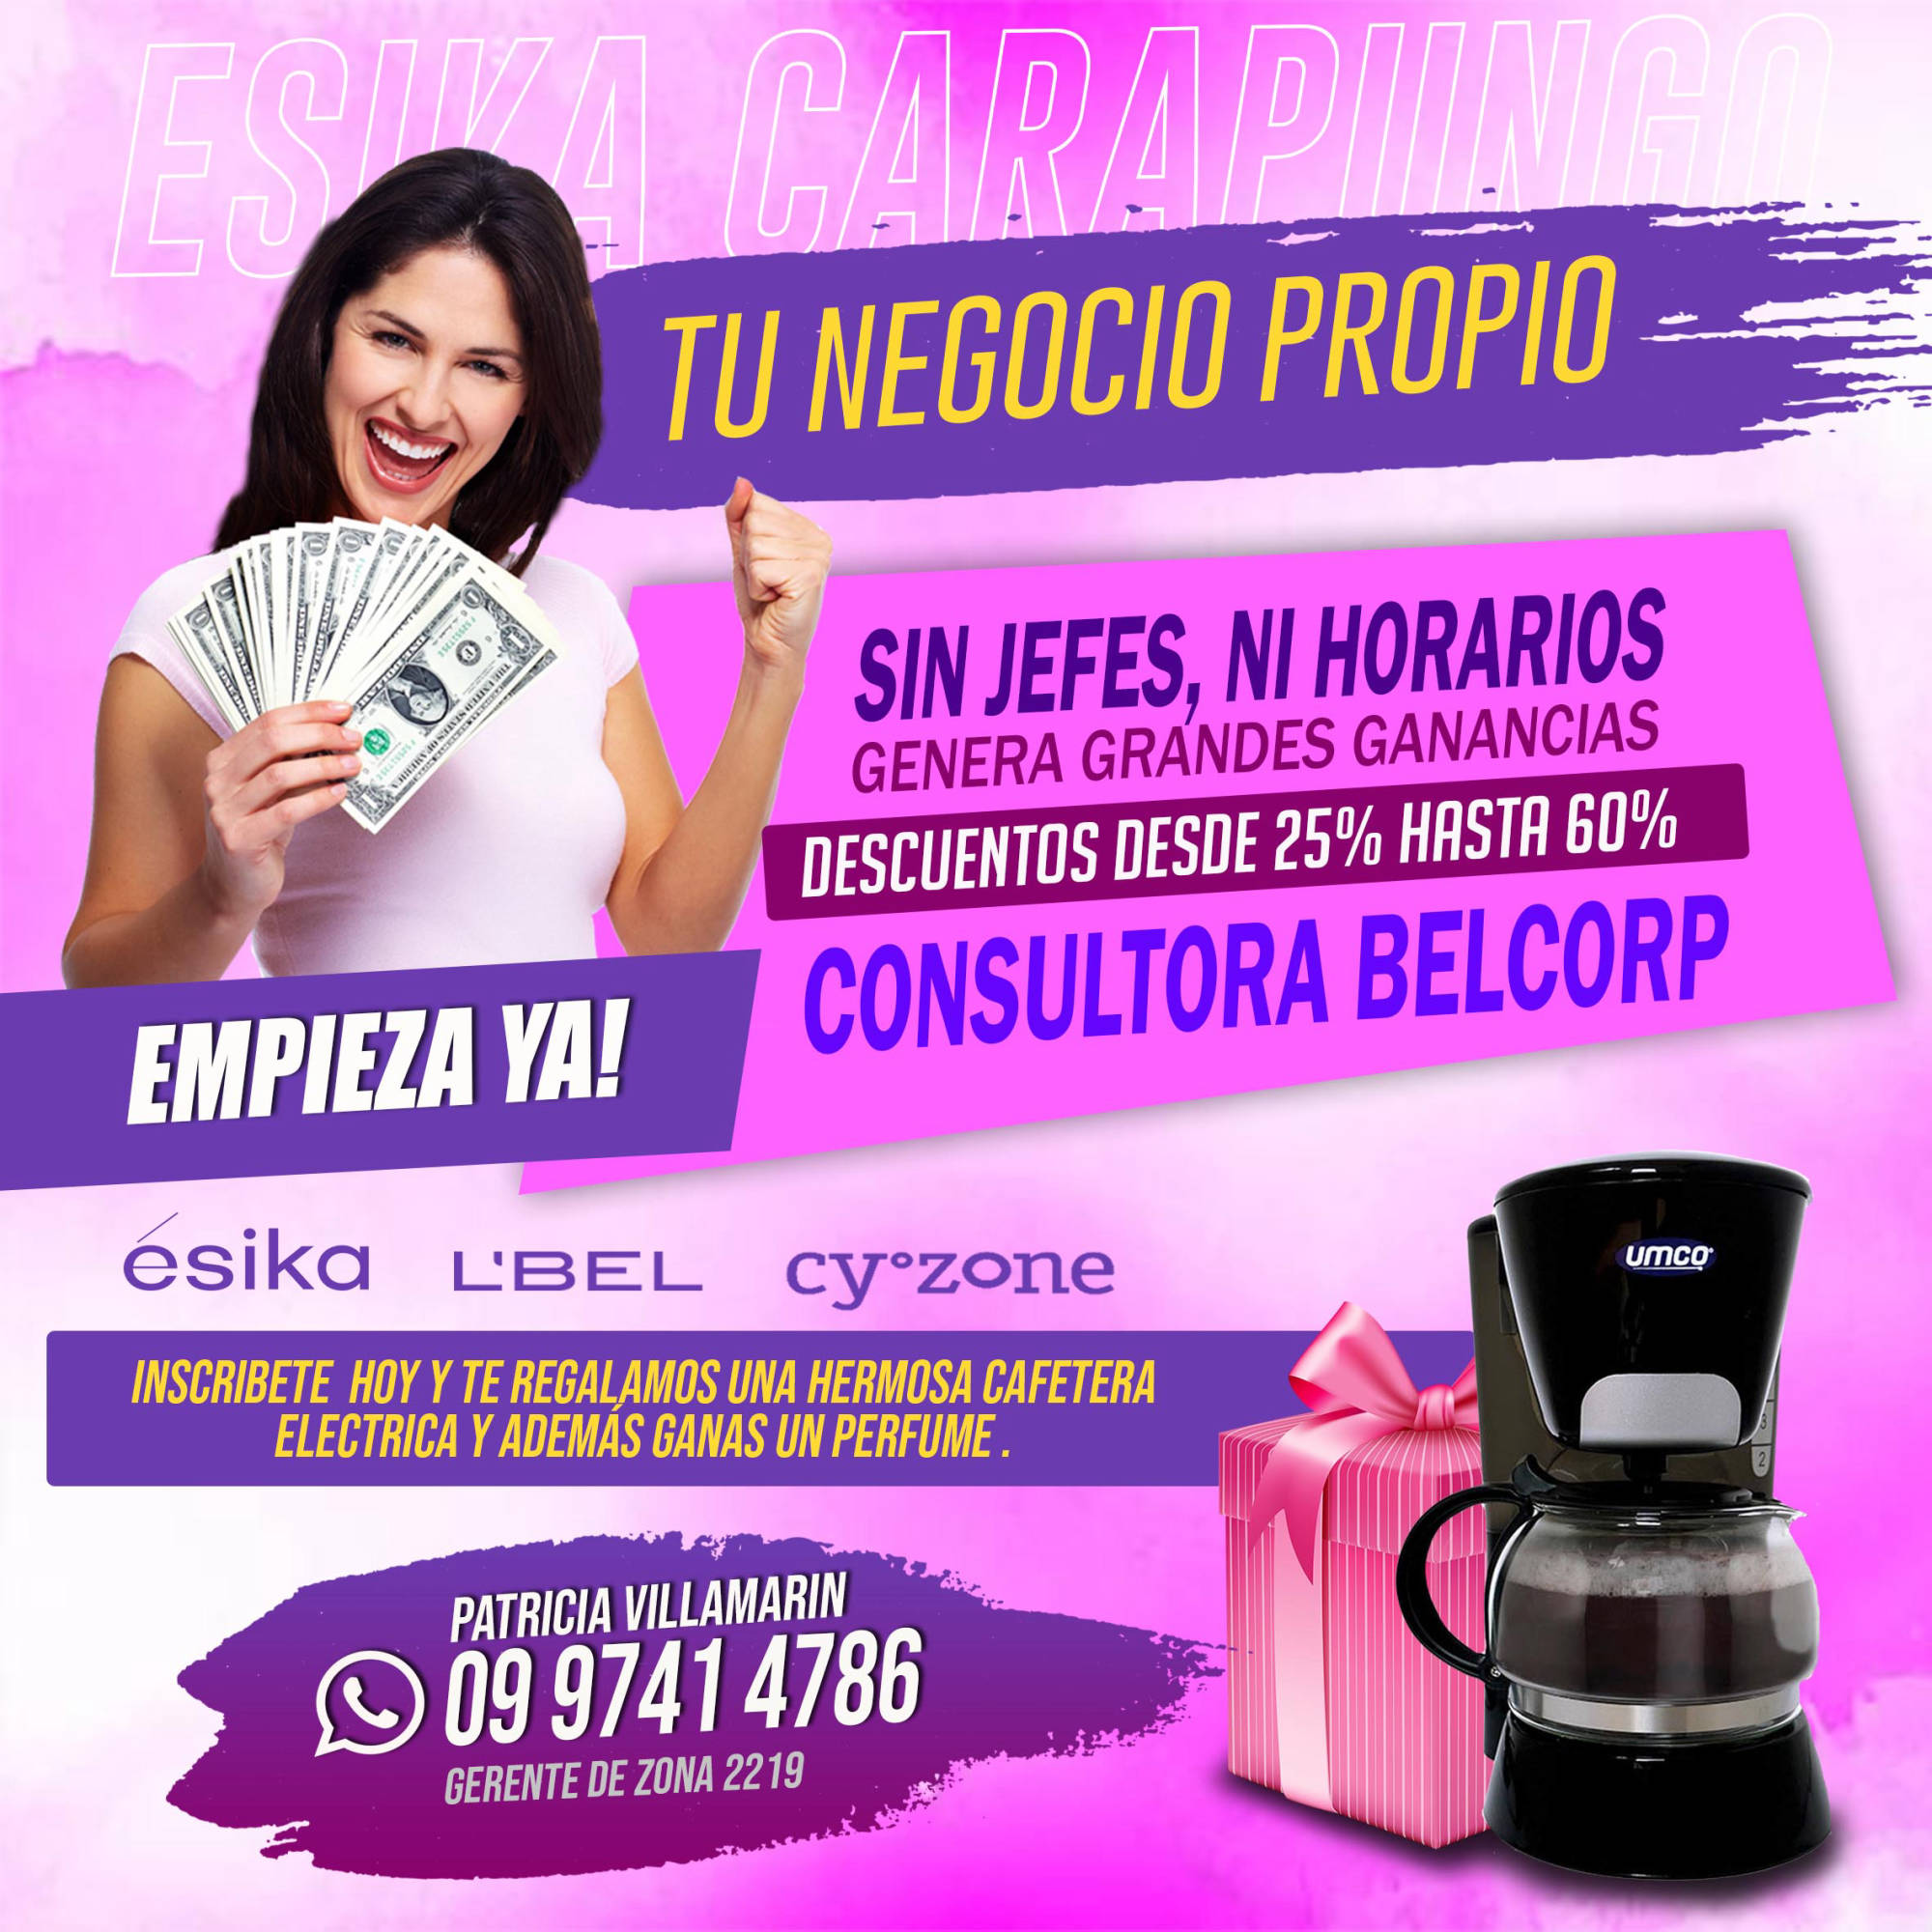 ESIKA CARAPUNGO
TU NEGOCIO PROPIO
SIN JEFES, NI HORARIOS
GENERA GRANDES GANANCIAS
DESCUENTOS DESDE 25% HASTA 60%
CONSULTORA BELCORP
EMPIEZA YA!
ésika L'BEL cy°zone
umco
INSCRIBETE HOY Y TE REGALAMOS UNA HERMOSA CAFETERA
ELECTRICA Y ADEMÁS GANAS UN PERFUME .
PATRICIA VILLAMARIN
09 9741 4786
GERENTE DE ZONA 2219